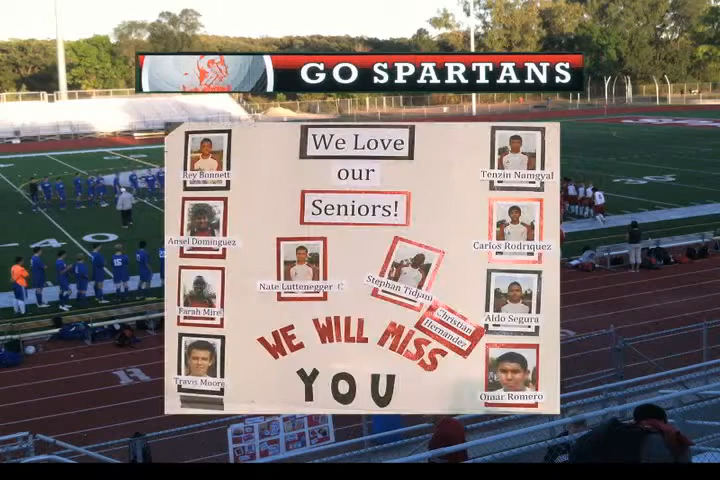 GO SPARTANS
We Love
our
Seniors!
Rey Bonnett
Tenzin Namgyal
Ansel Dominguez
Carlos Rodriquez
Nate Luttenegger C
Stephan Tidjani
Farah Mire
Christian
Hernandez
Aldo Segura
WE WILL MISS
YOU
Travis Moore
Omar Romero